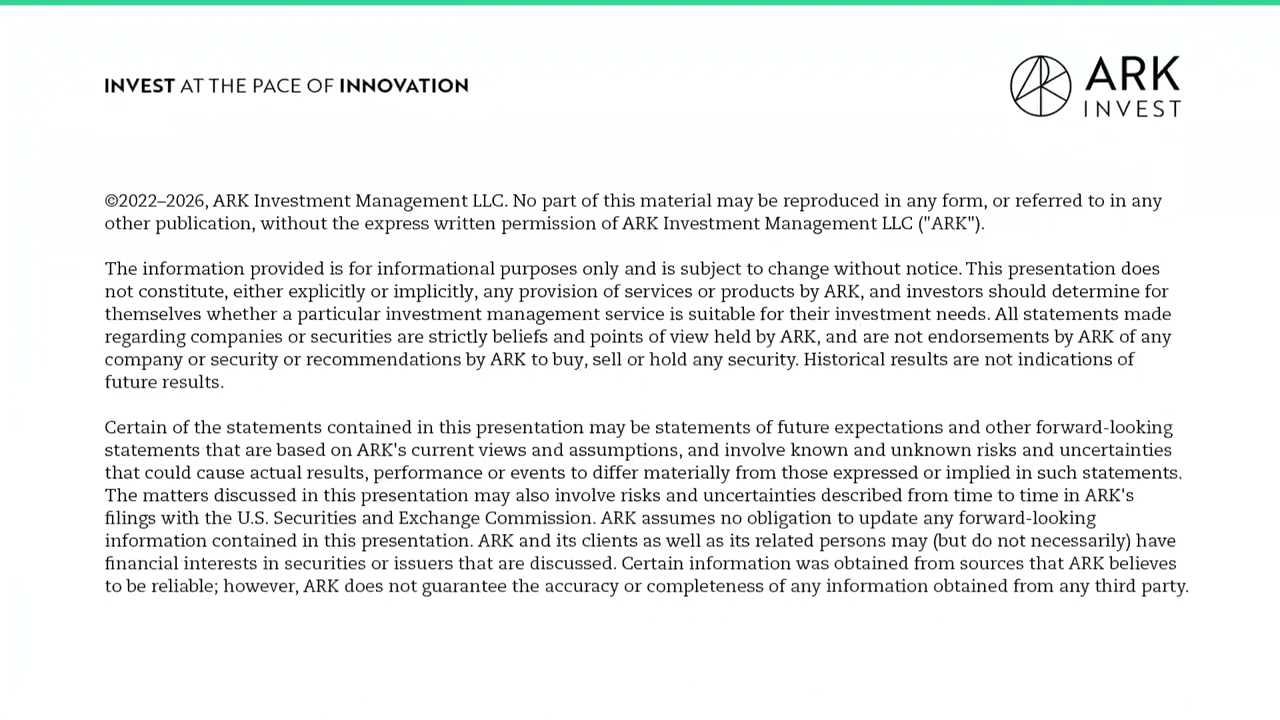 INVEST AT THE PACE OF INNOVATION
ARK
INVEST
©2022–2026, ARK Investment Management LLC. No part of this material may be reproduced in any form, or referred to in any
other publication, without the express written permission of ARK Investment Management LLC ("ARK").
The information provided is for informational purposes only and is subject to change without notice. This presentation does
not constitute, either explicitly or implicitly, any provision of services or products by ARK, and investors should determine for
themselves whether a particular investment management service is suitable for their investment needs. All statements made
regarding companies or securities are strictly beliefs and points of view held by ARK, and are not endorsements by ARK of any
company or security or recommendations by ARK to buy, sell or hold any security. Historical results are not indications of
future results.
Certain of the statements contained in this presentation may be statements of future expectations and other forward-looking
statements that are based on ARK's current views and assumptions, and involve known and unknown risks and uncertainties
that could cause actual results, performance or events to differ materially from those expressed or implied in such statements.
The matters discussed in this presentation may also involve risks and uncertainties described from time to time in ARK's
filings with the U.S. Securities and Exchange Commission. ARK assumes no obligation to update any forward-looking
information contained in this presentation. ARK and its clients as well as its related persons may (but do not necessarily) have
financial interests in securities or issuers that are discussed. Certain information was obtained from sources that ARK believes
to be reliable; however, ARK does not guarantee the accuracy or completeness of any information obtained from any third party.